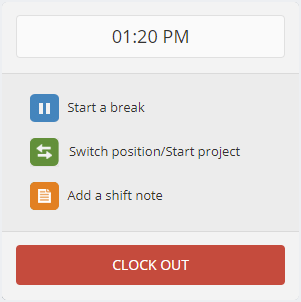 01:20 PM
Start a break
Switch position/Start project
Add a shift note
CLOCK OUT